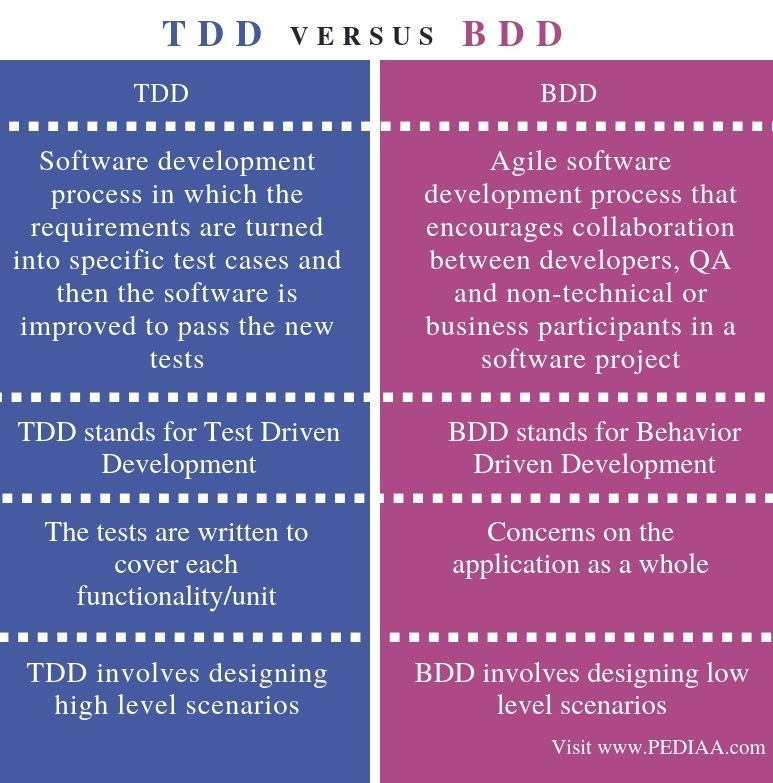 TDD VERSUS BDD
TDD
Software development
process in which the
requirements are turned
into specific test cases and
then the software is
improved to pass the new
tests
TDD stands for Test Driven
Development
The tests are written to
cover each
functionality/unit
TDD involves designing
high level scenarios
BDD
Agile software
development process that
encourages collaboration
between developers, QA
and non-technical or
business participants in a
software project
BDD stands for Behavior
Driven Development
Concerns on the
application as a whole
BDD involves designing low
level scenarios
Visit www.PEDIAA.com